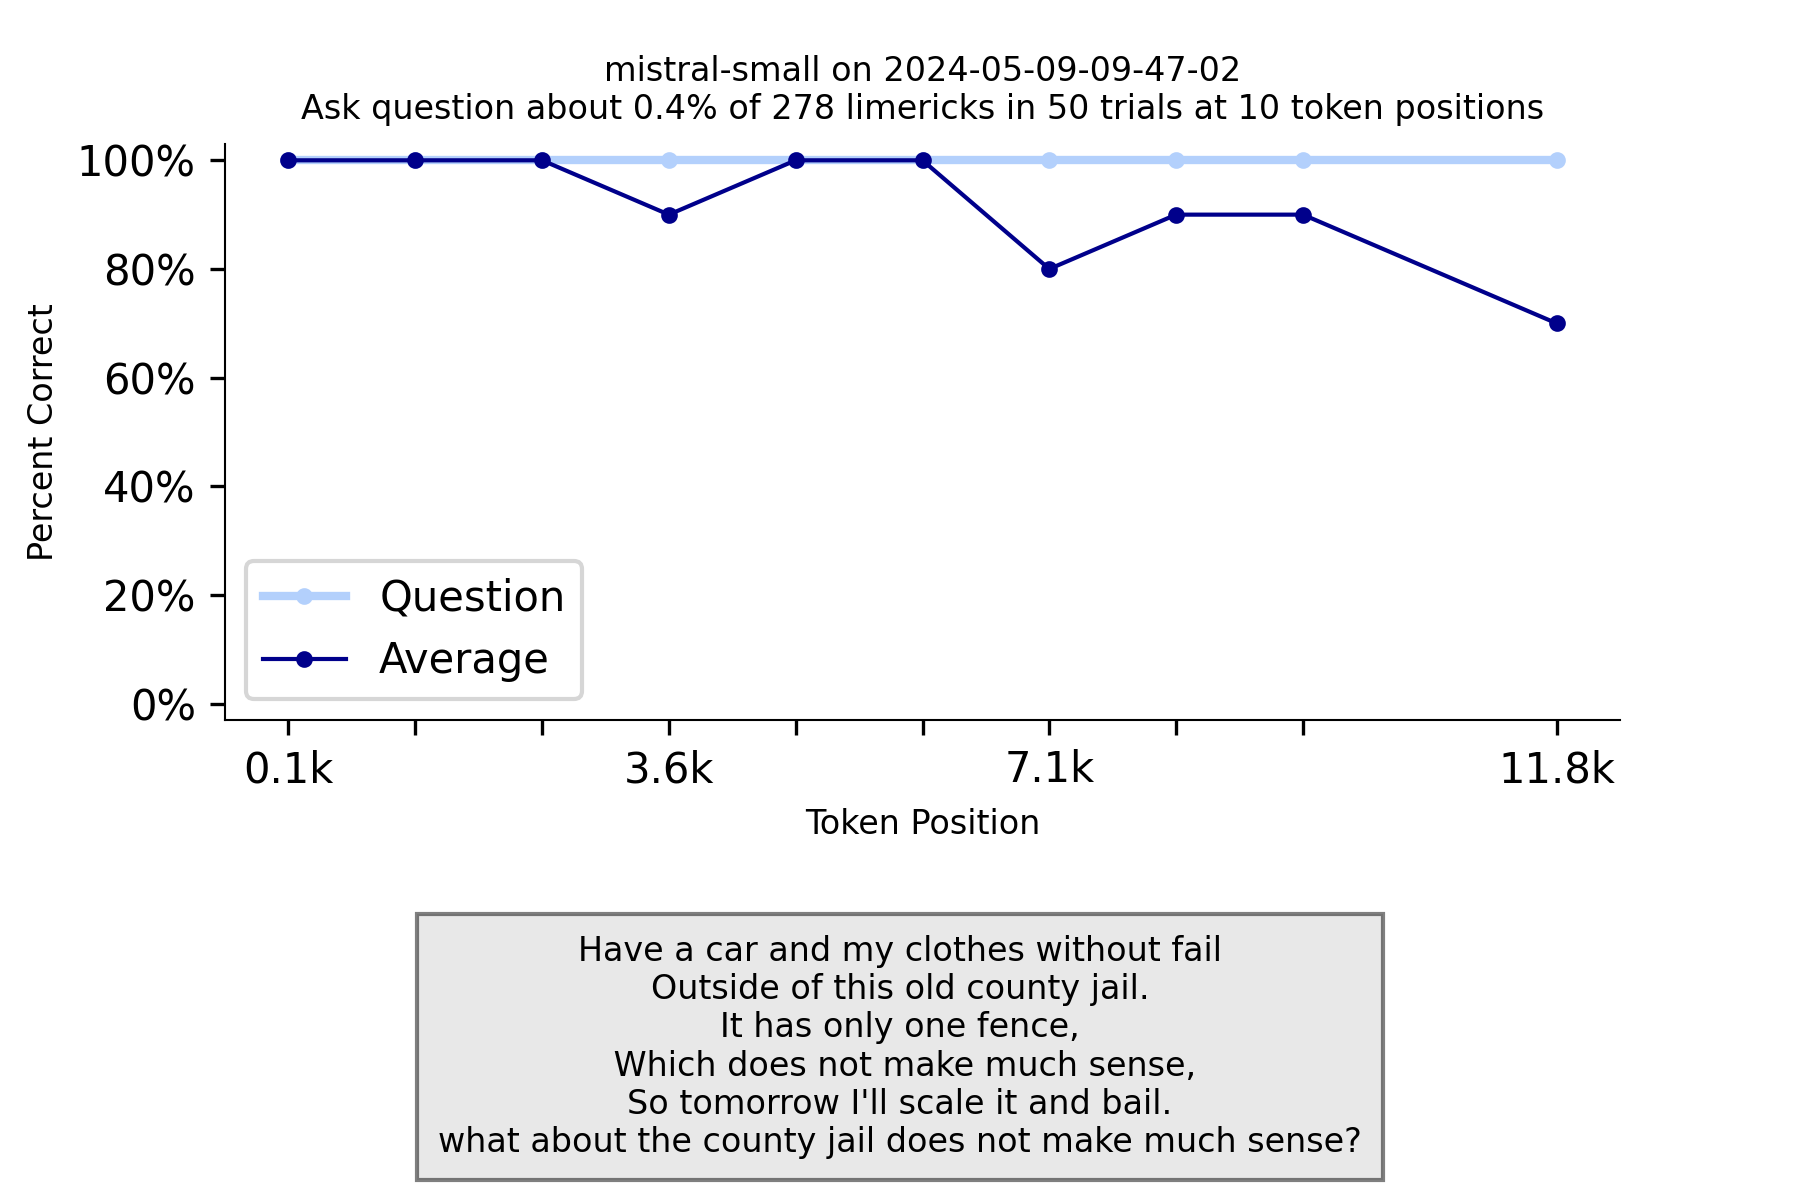 mistral-small on 2024-05-09-09-47-02
Ask question about 0.4% of 278 limericks in 50 trials at 10 token positions
100%
80%
60%
40%
20%
0%
Percent Correct
Question
Average
0.1k
3.6k
7.1k
11.8k
Token Position
Have a car and my clothes without fail
Outside of this old county jail.
It has only one fence,
Which does not make much sense,
So tomorrow I'll scale it and bail.
what about the county jail does not make much sense?